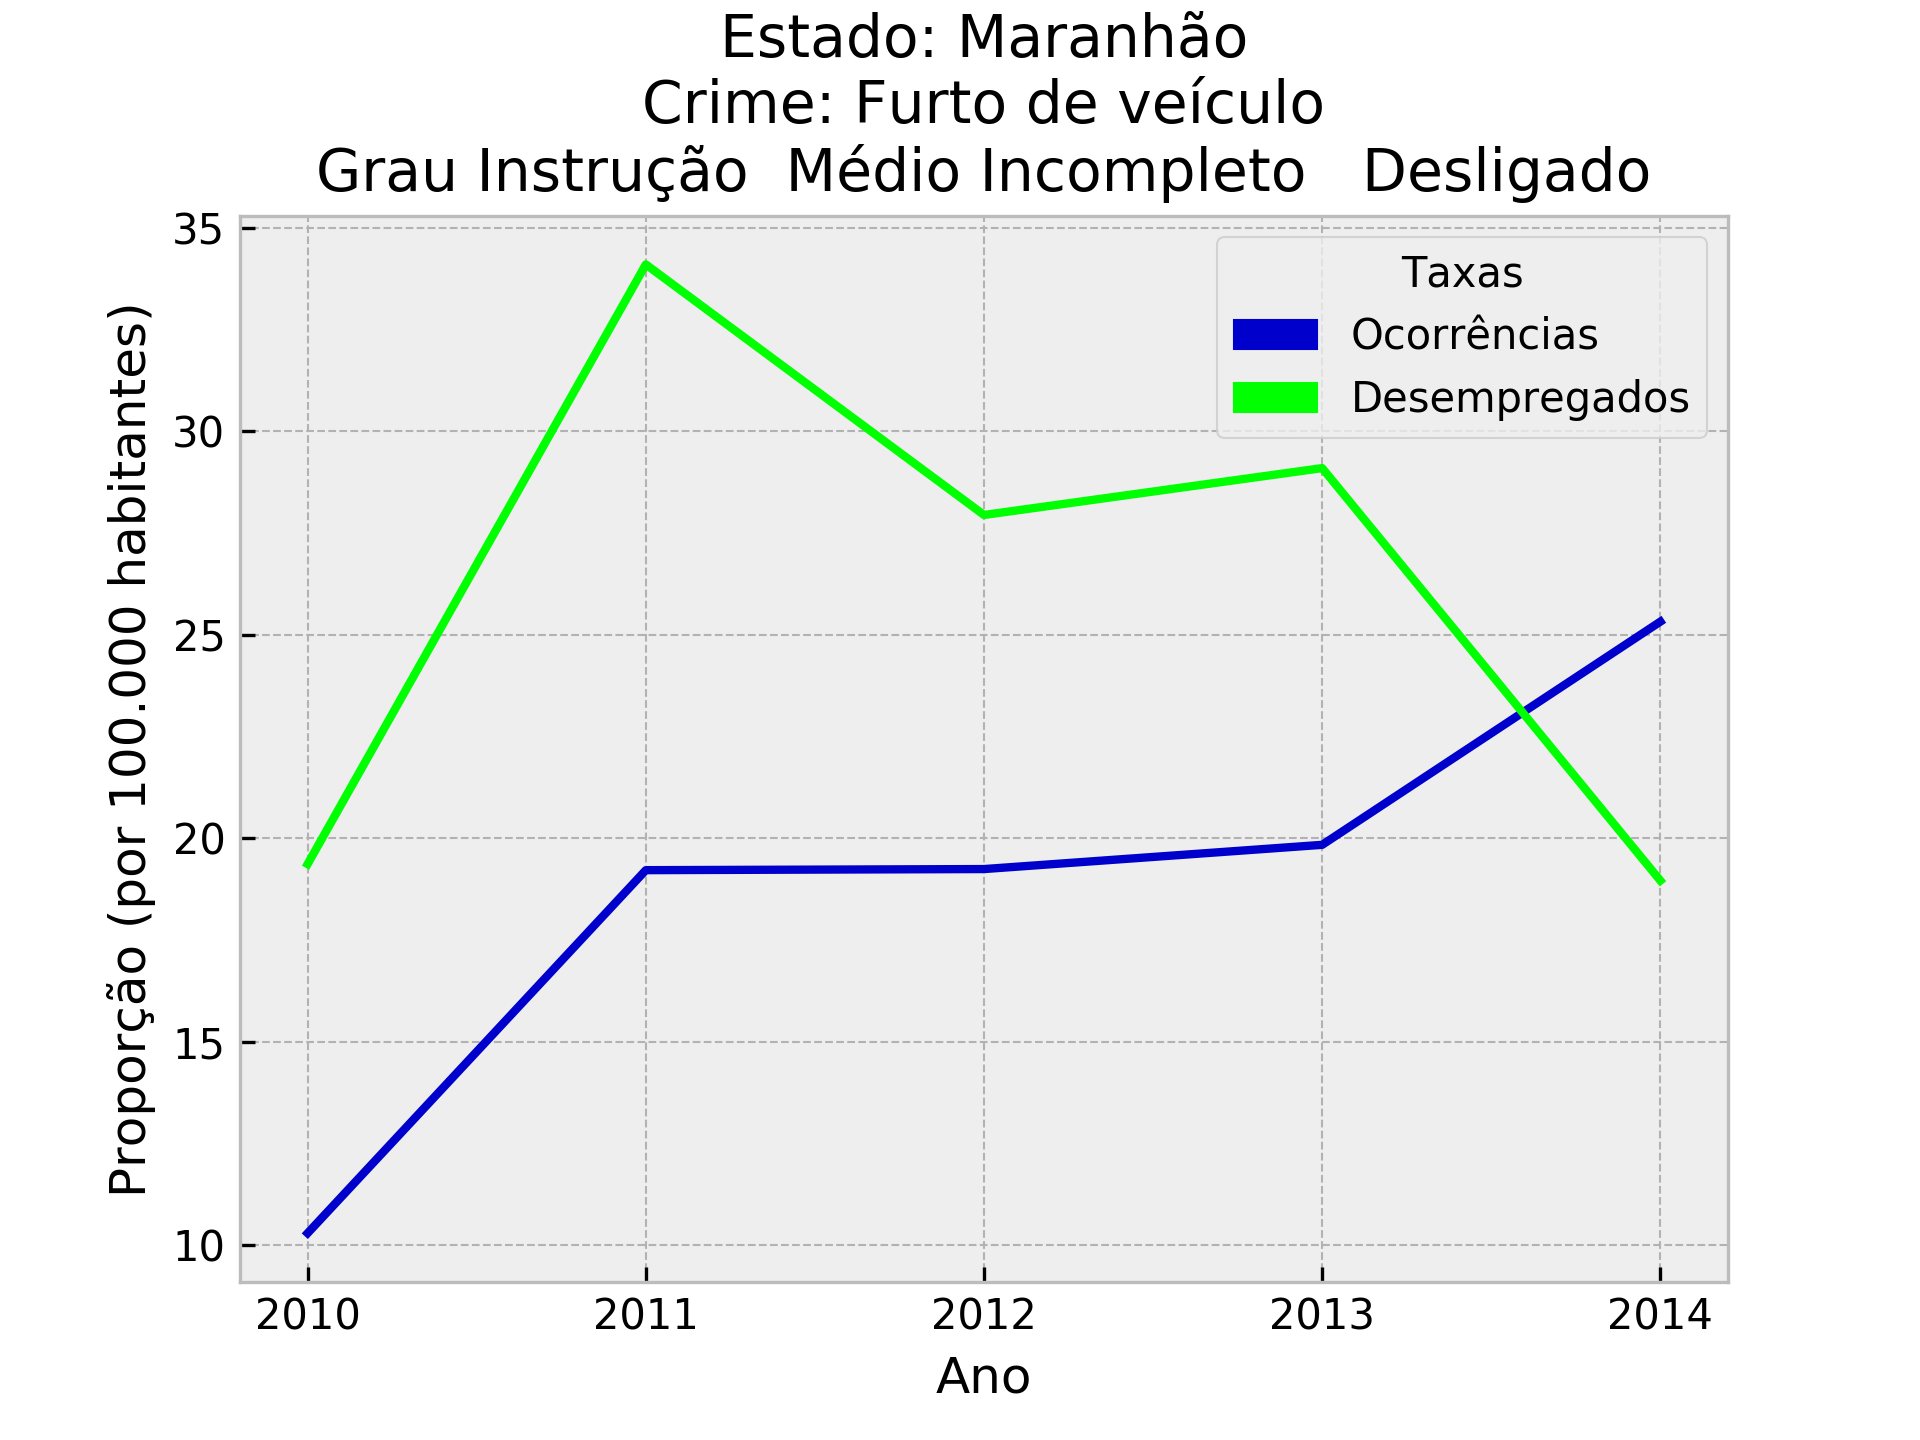 Estado: Maranhão
Crime: Furto de veículo
Grau Instrução  Médio Incompleto   Desligado
Taxas
Ocorrências
Desempregados
Proporção (por 100.000 habitantes)
35
30
25
20
15
10
2010 2011 2012 2013 2014
Ano